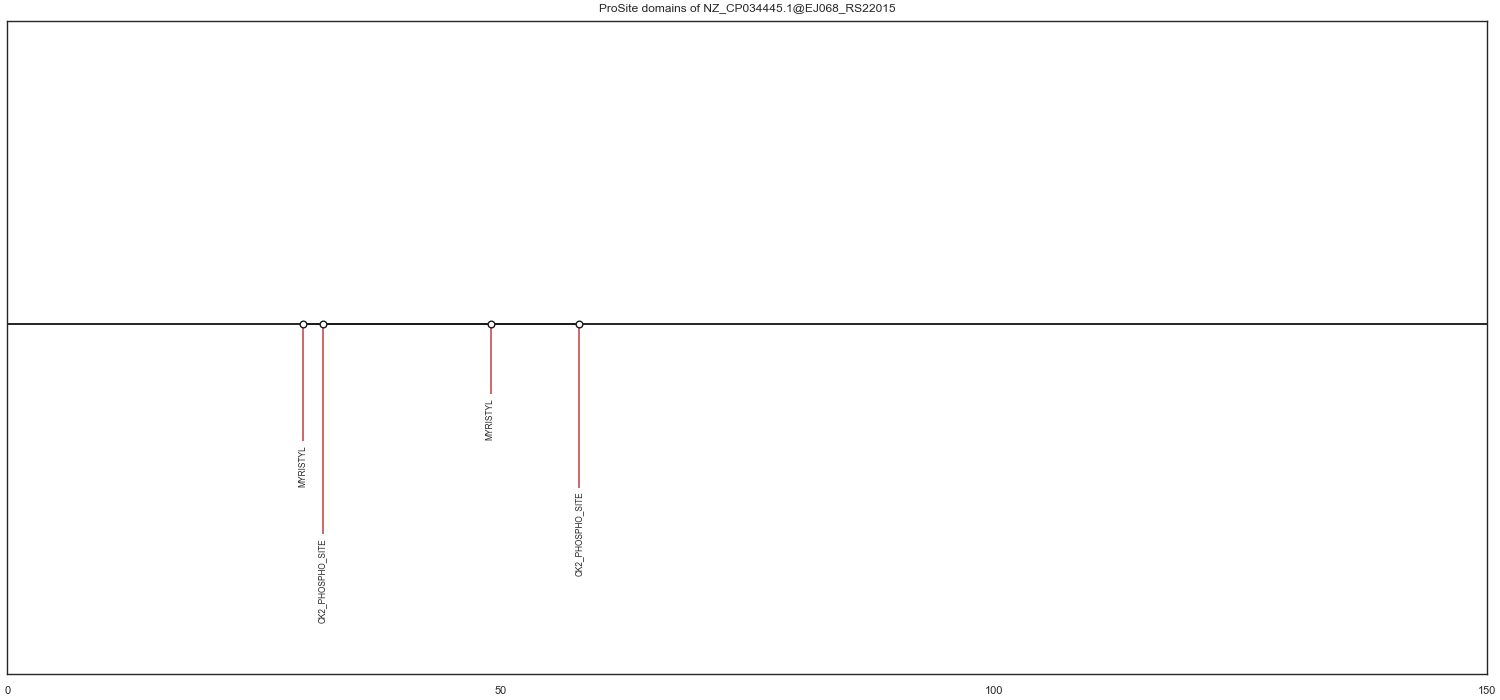 ProSite domains of NZ_CP034445.1@EJ068_RS22015
MYRISTYL
CK2_PHOSPHO_SITE
MYRISTYL
CK2_PHOSPHO_SITE
0
50
100
150